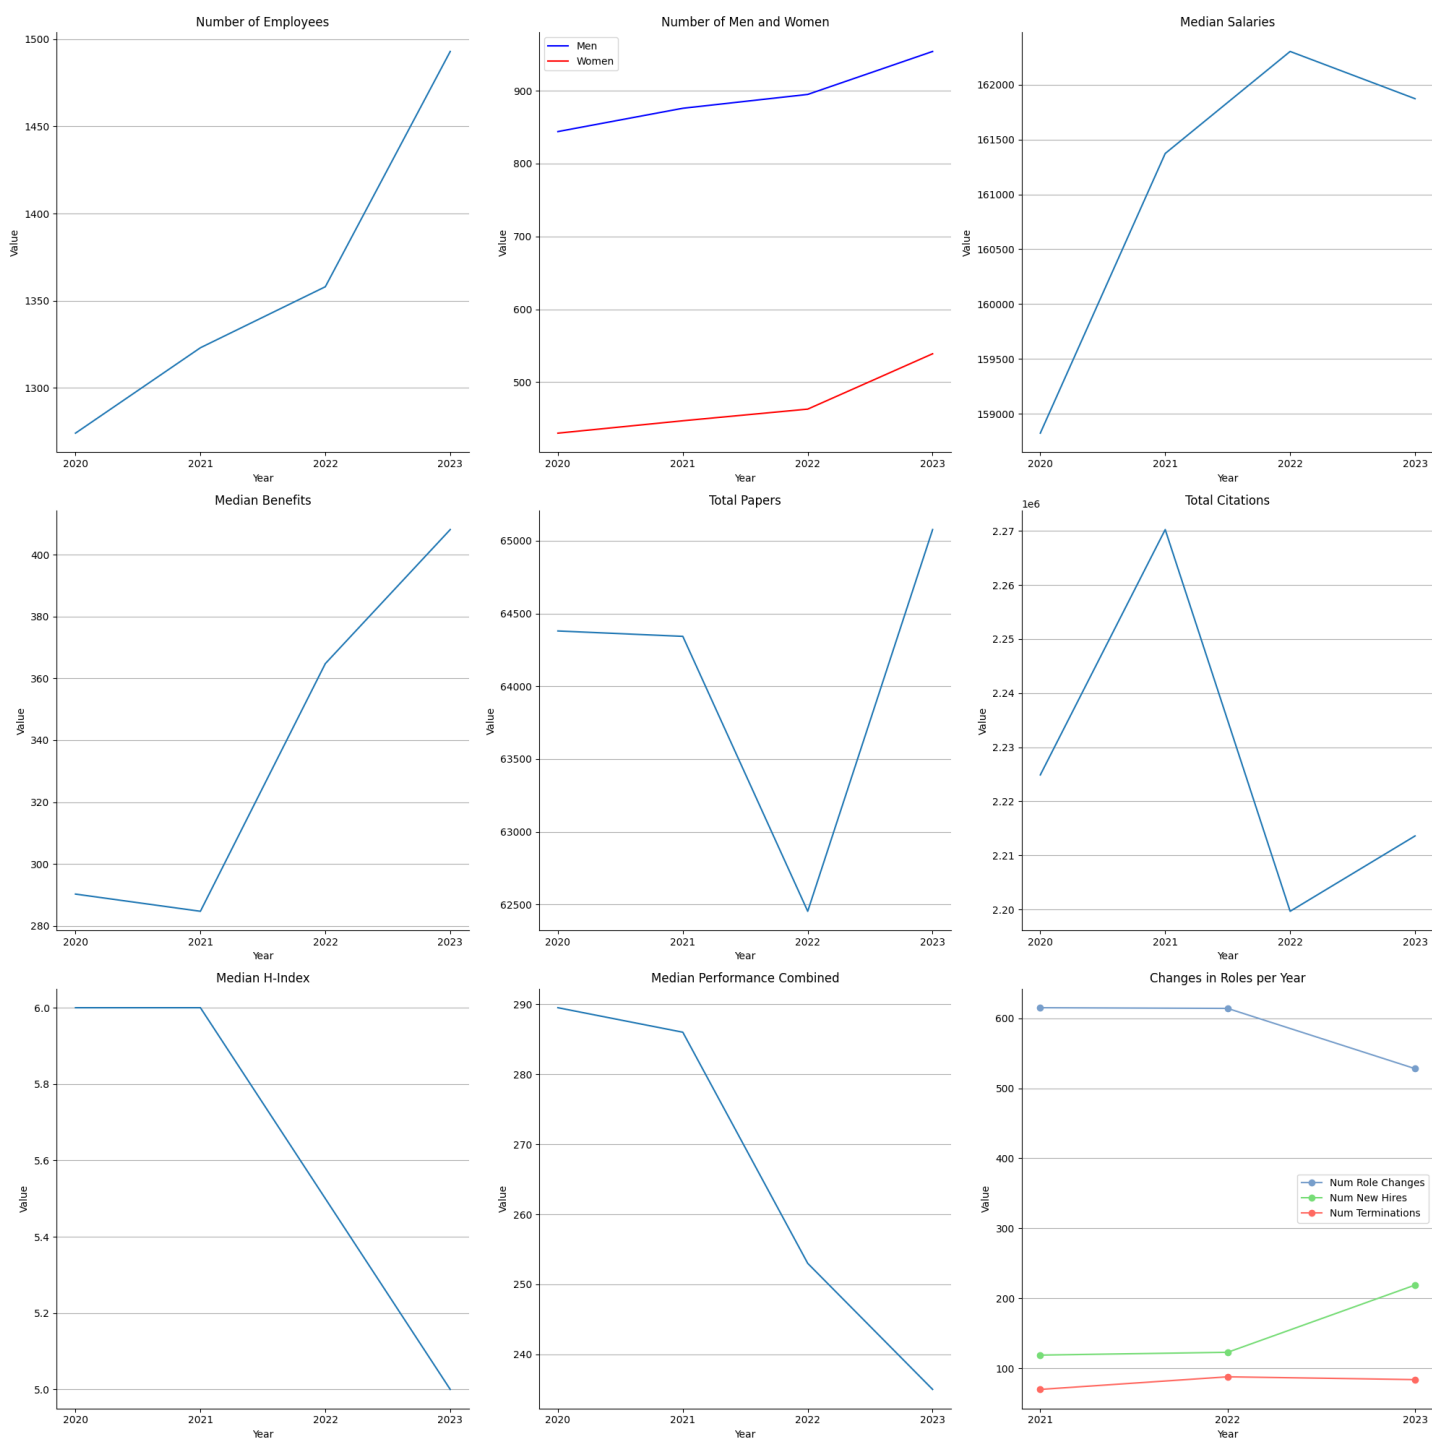 Number of Employees
1500
1450
1400
1350
1300
Value
2020
2021
2022
2023
Year
Number of Men and Women
Men
Women
900
800
700
600
500
Value
2020
2021
2022
2023
Year
Median Salaries
162000
161500
161000
160500
160000
159500
159000
Value
2020
2021
2022
2023
Year
Median Benefits
400
380
360
340
320
300
280
Value
2020
2021
2022
2023
Year
Total Papers
65000
64500
64000
63500
63000
62500
Value
2020
2021
2022
2023
Year
Total Citations
1e6
2.27
2.26
2.25
2.24
2.23
2.22
2.21
2.20
Value
2020
2021
2022
2023
Year
Median H-Index
6.0
5.8
5.6
5.4
5.2
5.0
Value
2020
2021
2022
2023
Year
Median Performance Combined
290
280
270
260
250
240
Value
2020
2021
2022
2023
Year
Changes in Roles per Year
600
500
400
300
200
100
Value
Num Role Changes
Num New Hires
Num Terminations
2021
2022
2023
Year